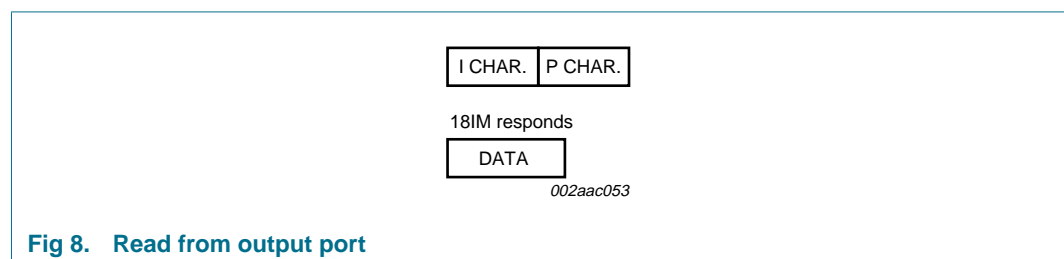 I CHAR. P CHAR.
18IM responds
DATA
002aac053
Fig 8. Read from output port